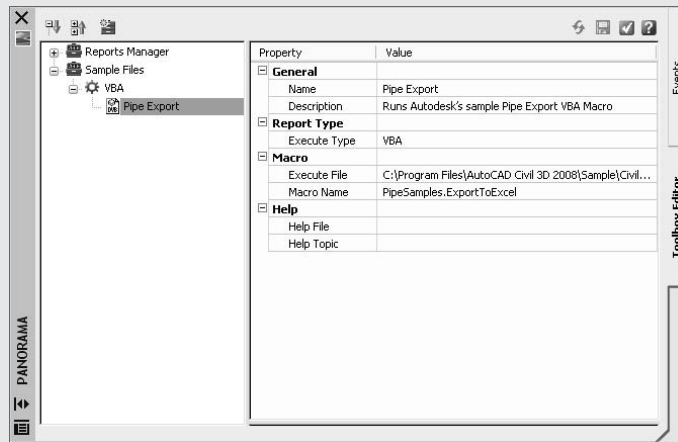 Reports Manager
Sample Files
VBA
Pipe Export
Property Value
General
Name Pipe Export
Description Runs Autodesk's sample Pipe Export VBA Macro
Report Type
Execute Type VBA
Macro
Execute File C:\Program Files\AutoCAD Civil 3D 2008\Sample\Civil...
Macro Name PipeSamples.ExportToExcel
Help
Help File
Help Topic
Events
Toolbox Editor
PANORAMA